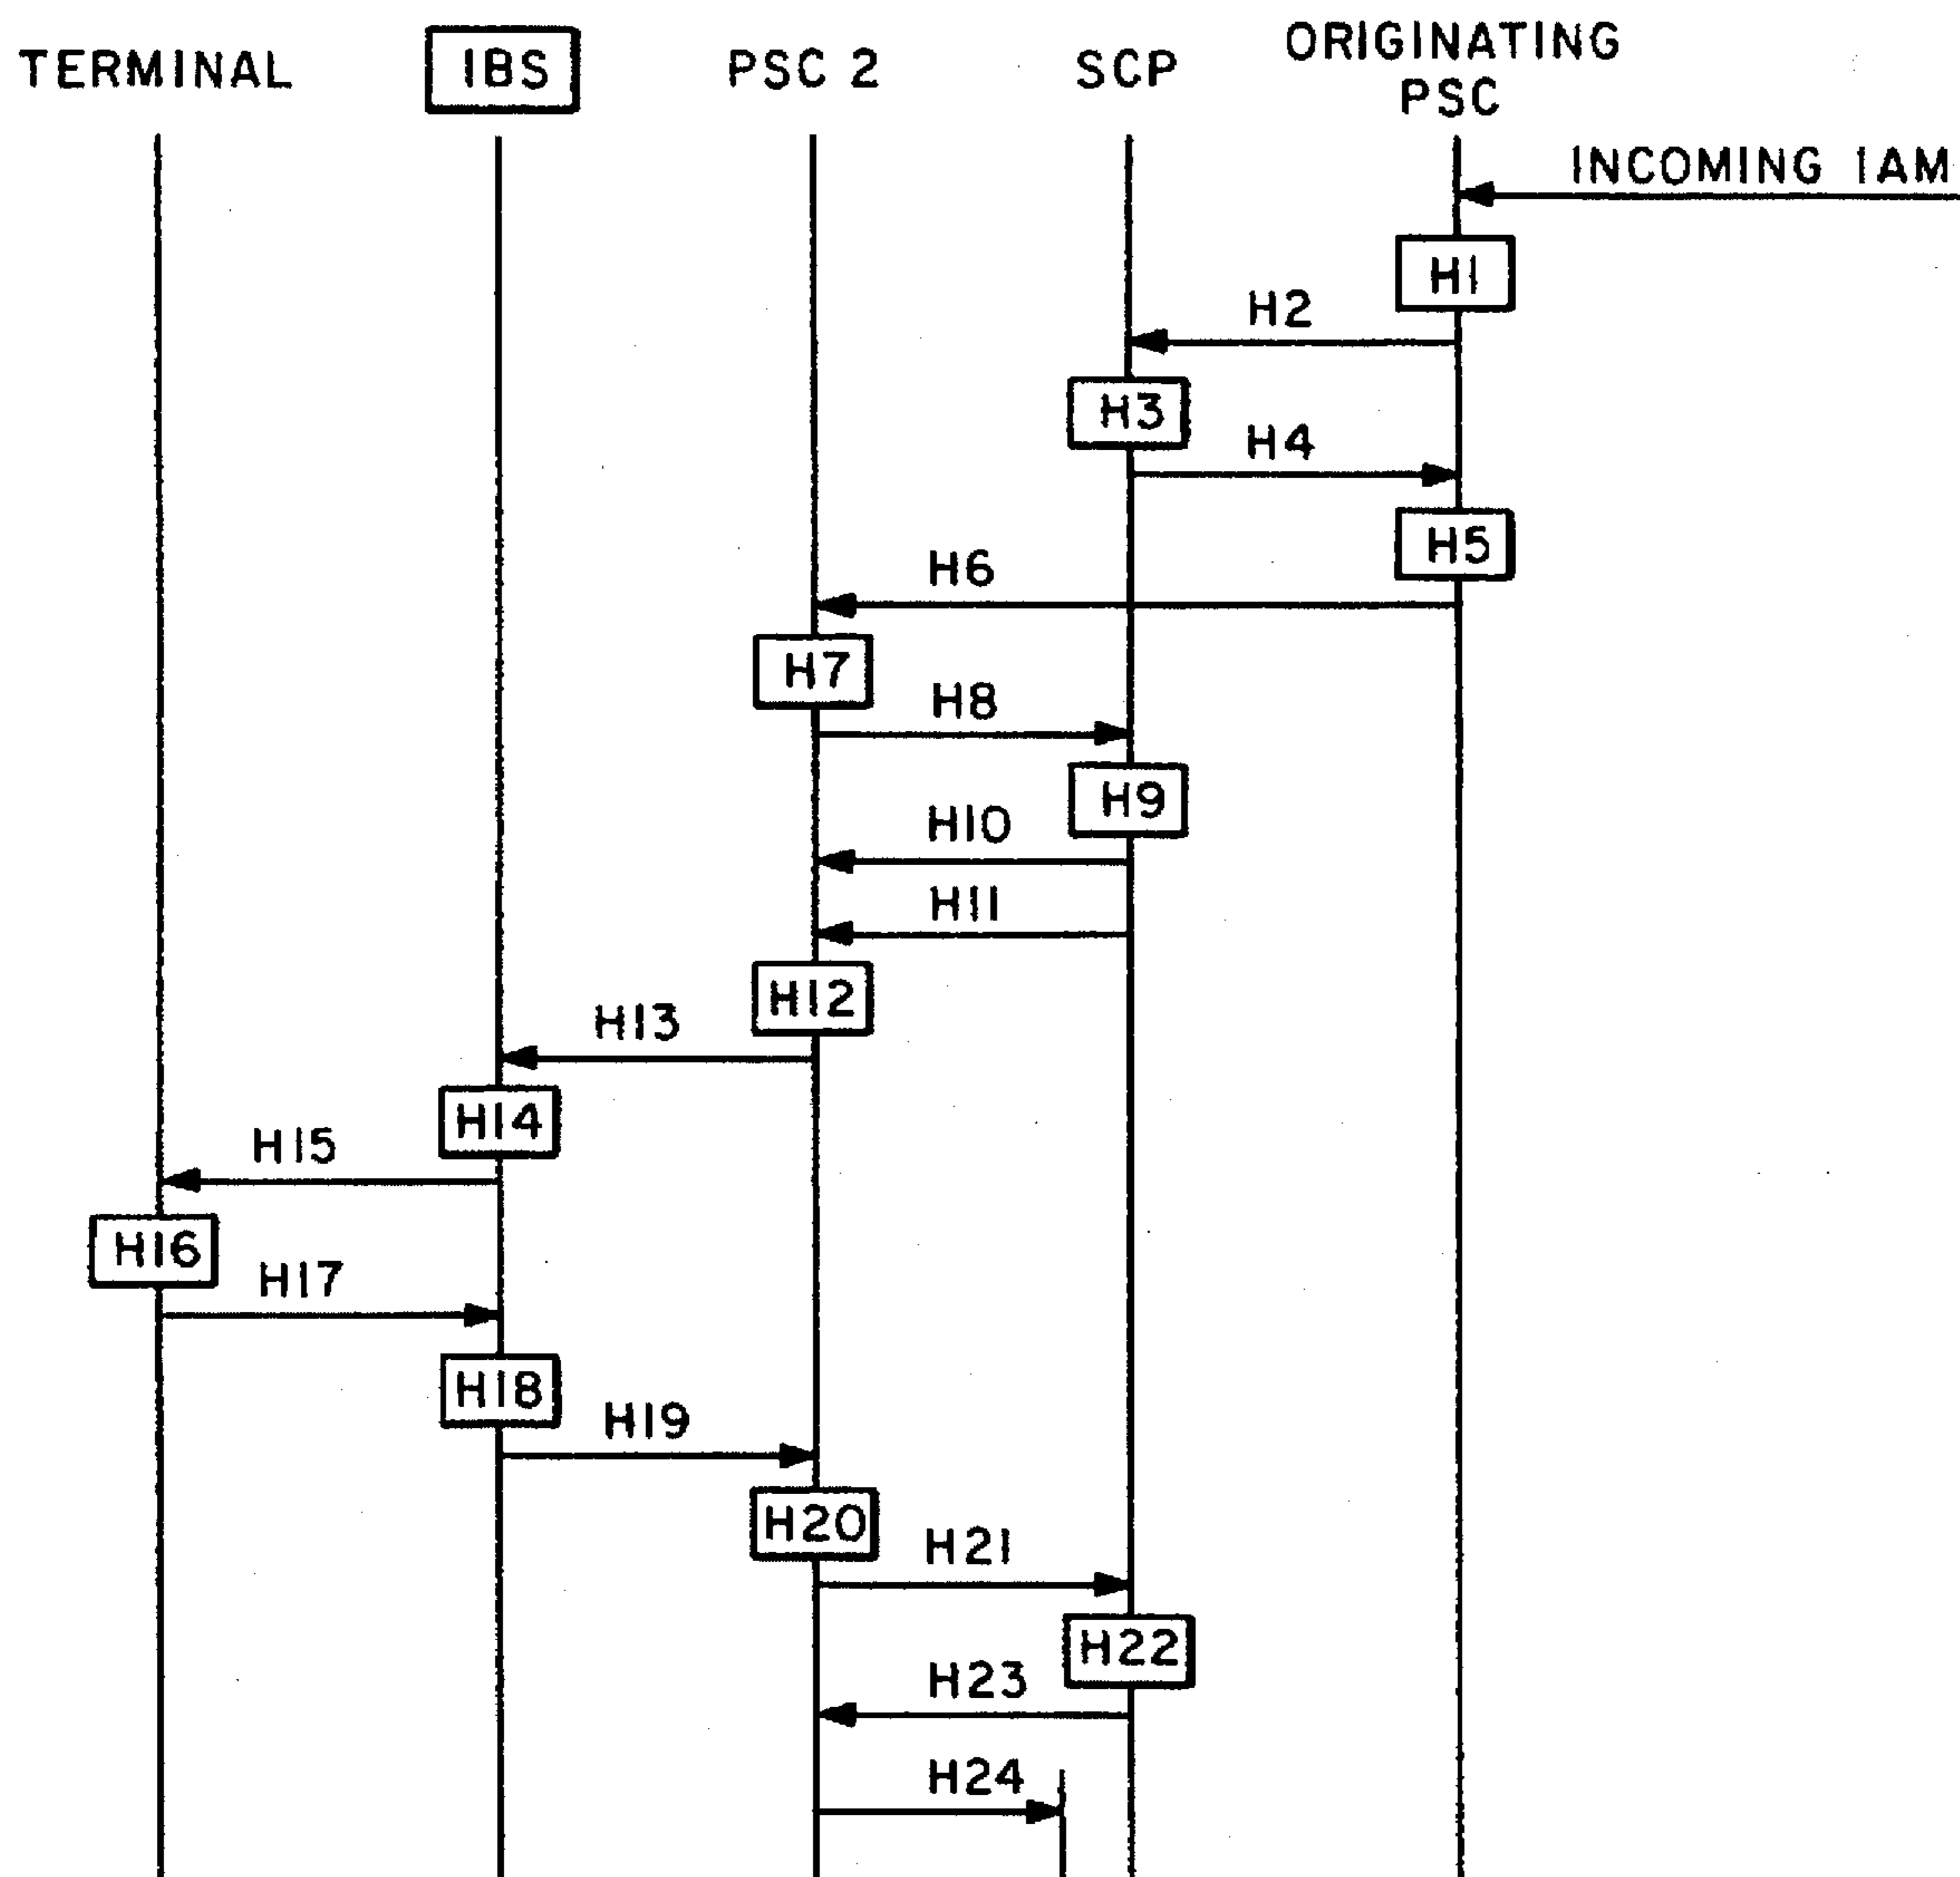 TERMINAL
IBS
PSC 2
SCP
ORIGINATING
PSC
INCOMING IAM
H1
H2
H3
H4
H5
H6
H7
H8
H9
H10
H11
H12
H13
H14
H15
H16
H17
H18
H19
H20
H21
H22
H23
H24